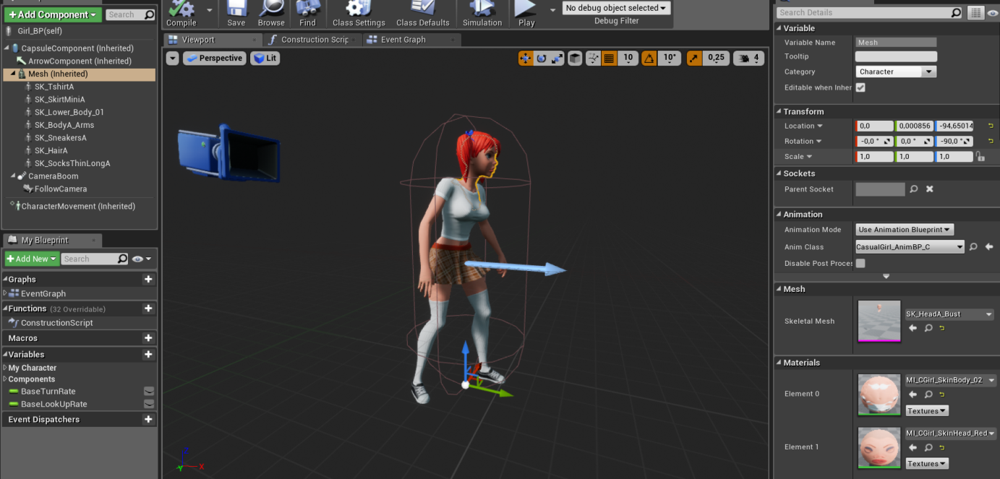 Add Component
Search
Girl_BP(self)
CapsuleComponent (Inherited)
ArrowComponent (Inherited)
Mesh (Inherited)
SK_TshirtA
SK_SkirtMiniA
SK_Lower_Body_01
SK_BodyA_Arms
SK_SneakersA
SK_HairA
SK_SocksThinLongA
CameraBoom
FollowCamera
CharacterMovement (Inherited)
My Blueprint
Add New
Search
Graphs
EventGraph
Functions (32 Overridable)
ConstructionScript
Macros
Variables
My Character
Components
BaseTurnRate
BaseLookUpRate
Event Dispatchers
Compile
Save
Browse
Find
Class Settings
Class Defaults
Simulation
Play
No debug object selected
Debug Filter
Viewport
Construction Scrip
Event Graph
Perspective
Lit
10
10°
0,25
4
X
Y
Search Details
Variable
Variable Name Mesh
Tooltip
Category Character
Editable when Inher
Transform
Location 0,0 0,000856 -94,65014
Rotation -0,0 ° 0,0 ° -90,0 °
Scale 1,0 1,0 1,0
Sockets
Parent Socket
Animation
Animation Mode Use Animation Blueprint
Anim Class CasualGirl_AnimBP_C
Disable Post Proces
Mesh
Skeletal Mesh SK_HeadA_Bust
Materials
Element 0 MI_CGirl_SkinBody_02
Textures
Element 1 MI_CGirl_SkinHead_Red
Textures